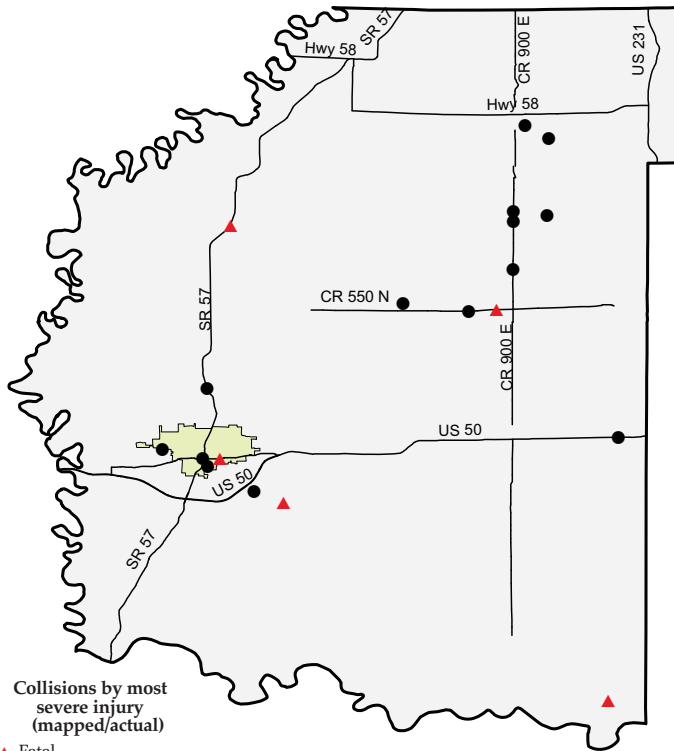 SR 57
CR 900 E
US 231
Hwy 58
Hwy 58
SR 57
CR 550 N
CR 900 E
US 50
US 50
SR 57
Collisions by most
severe injury
(mapped/actual)
Fatal